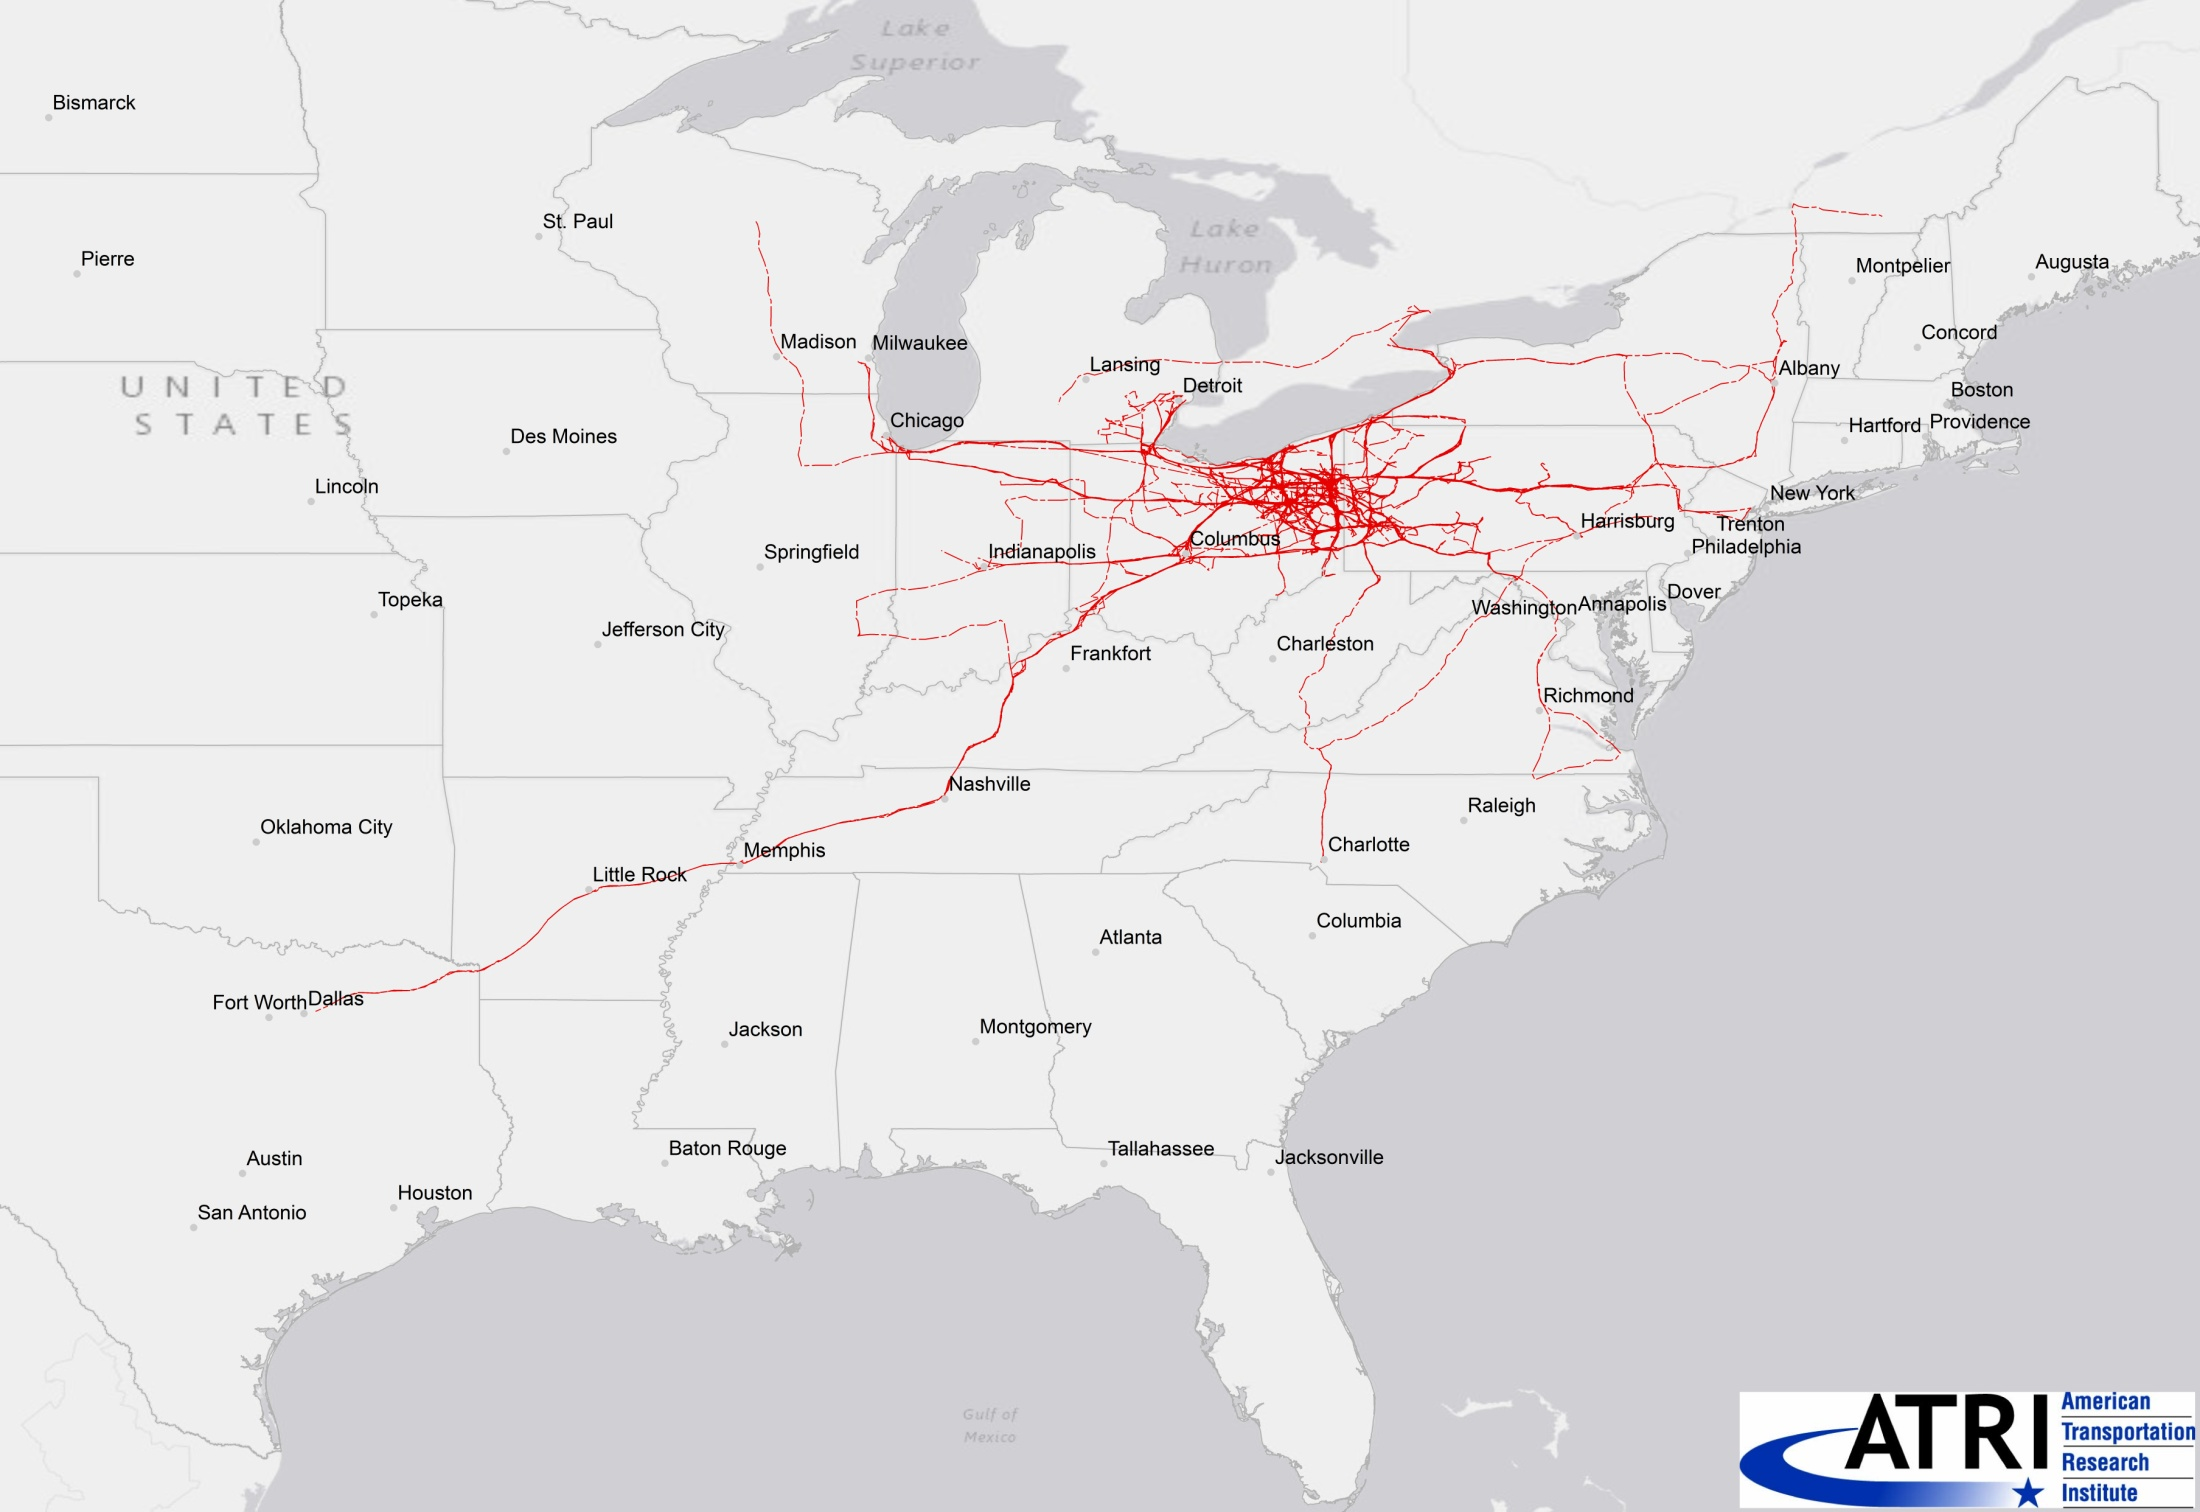 Lake
Superior
Bismarck
St. Paul
Lake
Huron
Pierre
Montpelier
Augusta
Concord
Madison
Milwaukee
Lansing
Albany
UNITED
STATES
Detroit
Boston
Chicago
Hartford
Providence
Des Moines
Lincoln
New York
Harrisburg
Trenton
Columbus
Philadelphia
Springfield
Indianapolis
Topeka
Dover
Washington
Annapolis
Jefferson City
Charleston
Frankfort
Richmond
Nashville
Raleigh
Oklahoma City
Charlotte
Memphis
Little Rock
Columbia
Atlanta
Fort Worth
Dallas
Jackson
Montgomery
Baton Rouge
Tallahassee
Jacksonville
Austin
Houston
San Antonio
Gulf of
Mexico
ATRI
American
Transportation
Research
Institute